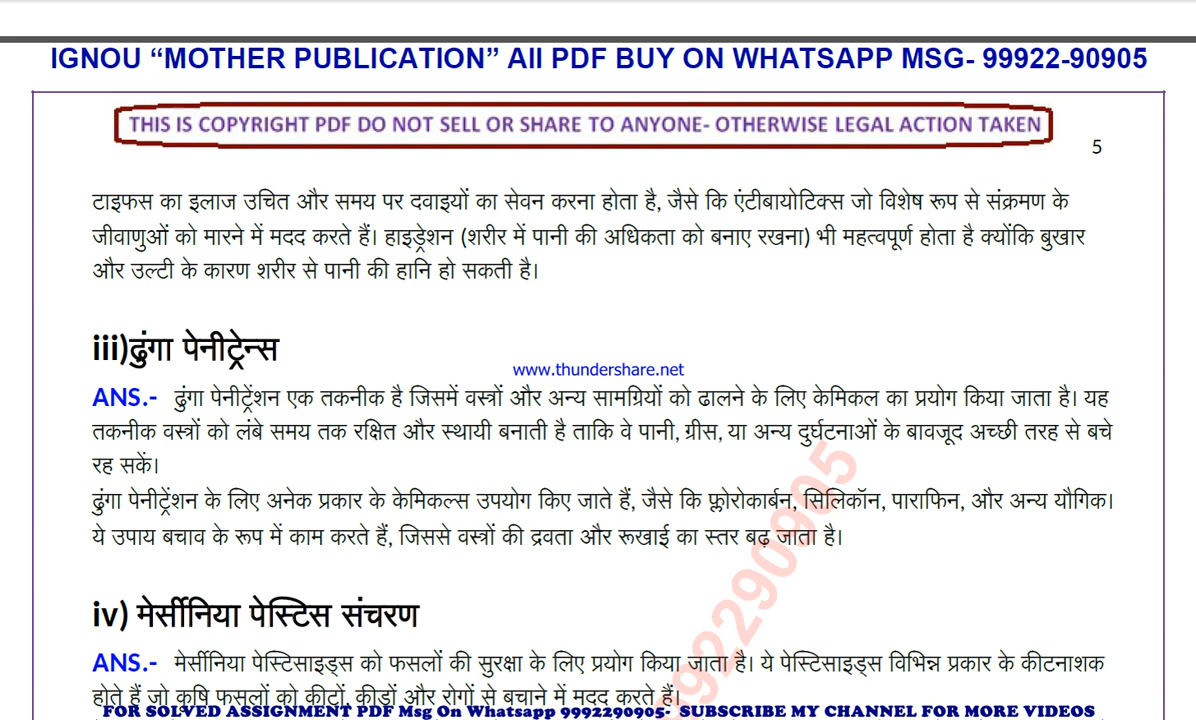 IGNOU “MOTHER PUBLICATION” All PDF BUY ON WHATSAPP MSG- 99922-90905
THIS IS COPYRIGHT PDF DO NOT SELL OR SHARE TO ANYONE- OTHERWISE LEGAL ACTION TAKEN
5
टाइफस का इलाज उचित और समय पर दवाइयों का सेवन करना होता है, जैसे कि एंटीबायोटिक्स जो विशेष रूप से संक्रमण के
जीवाणुओं को मारने में मदद करते हैं। हाइड्रेशन (शरीर में पानी की अधिकता को बनाए रखना) भी महत्वपूर्ण होता है क्योंकि बुखार
और उल्टी के कारण शरीर से पानी की हानि हो सकती है।
iii)ढुंगा पेनीट्रेन्स
www.thundershare.net
ANS.- ढुंगा पेनीट्रेंशन एक तकनीक है जिसमें वस्त्रों और अन्य सामग्रियों को ढालने के लिए केमिकल का प्रयोग किया जाता है। यह
तकनीक वस्त्रों को लंबे समय तक रक्षित और स्थायी बनाती है ताकि वे पानी, ग्रीस, या अन्य दुर्घटनाओं के बावजूद अच्छी तरह से बचे
रह सकें।
ढुंगा पेनीट्रेंशन के लिए अनेक प्रकार के केमिकल्स उपयोग किए जाते हैं, जैसे कि फ़्लोरोकार्बन, सिलिकॉन, पाराफिन, और अन्य यौगिक।
ये उपाय बचाव के रूप में काम करते हैं, जिससे वस्त्रों की द्रवता और रूखाई का स्तर बढ़ जाता है।
iv) मेर्सीनिया पेस्टिस संचरण
ANS.- मेर्सीनिया पेस्टिसाइड्स को फसलों की सुरक्षा के लिए प्रयोग किया जाता है। ये पेस्टिसाइड्स विभिन्न प्रकार के कीटनाशक
होते हैं जो कृषि फसलों को कीटों, कीड़ों और रोगों से बचाने में मदद करते हैं।
FOR SOLVED ASSIGNMENT PDF Msg On Whatsapp 9992290905- SUBSCRIBE MY CHANNEL FOR MORE VIDEOS